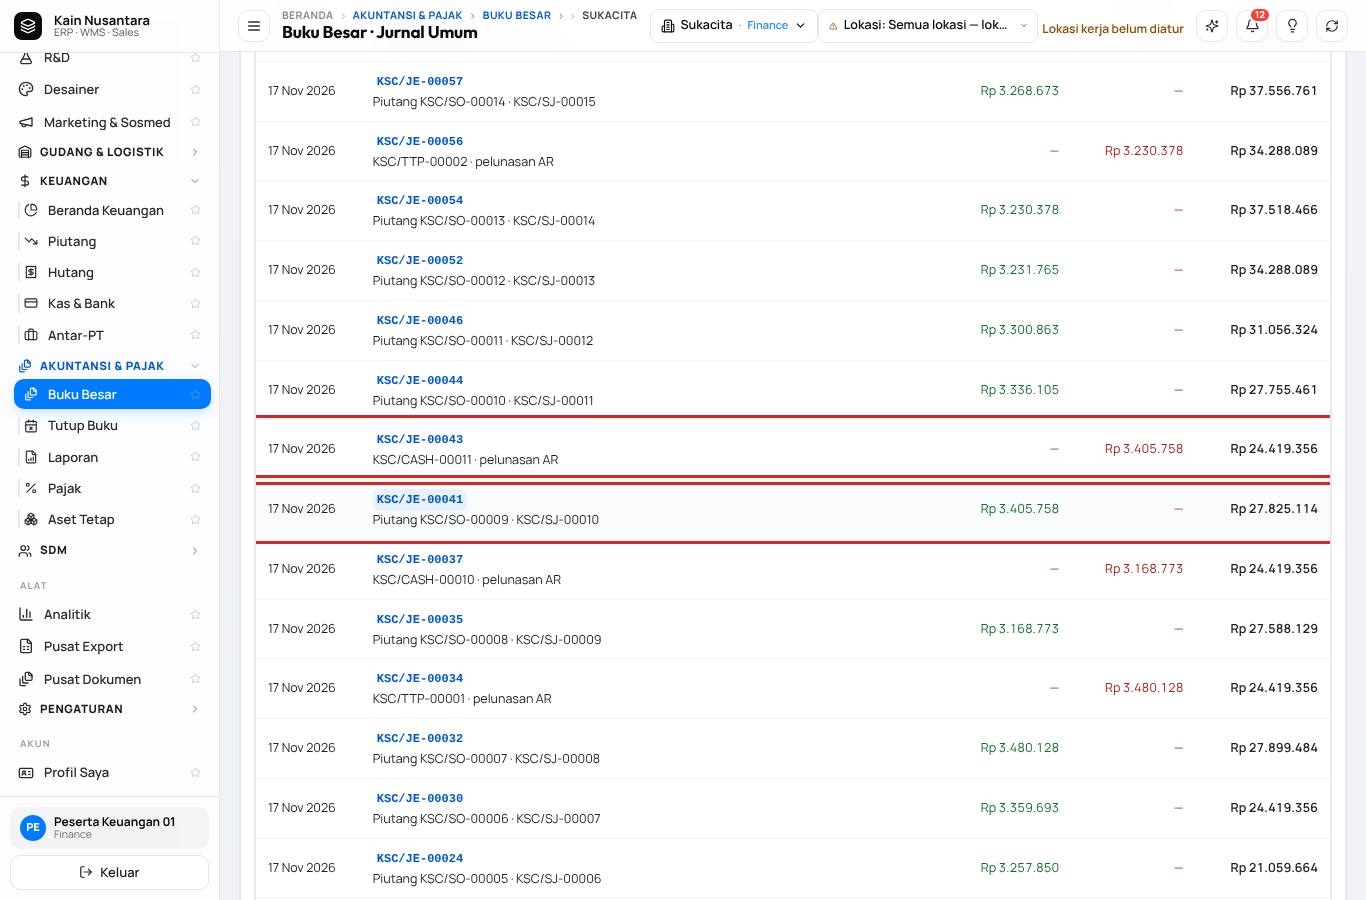 Kain Nusantara
ERP · WMS · Sales
R&D
Desainer
Marketing & Sosmed
GUDANG & LOGISTIK
KEUANGAN
Beranda Keuangan
Piutang
Hutang
Kas & Bank
Antar-PT
AKUNTANSI & PAJAK
Buku Besar
Tutup Buku
Laporan
Pajak
Aset Tetap
SDM
ALAT
Analitik
Pusat Export
Pusat Dokumen
PENGATURAN
AKUN
Profil Saya
PE
Peserta Keuangan 01
Finance
Keluar
BERANDA › AKUNTANSI & PAJAK › BUKU BESAR › › SUKACITA
Buku Besar · Jurnal Umum
Sukacita · Finance
Lokasi: Semua lokasi — lok...
Lokasi kerja belum diatur
12
17 Nov 2026 KSC/JE-00057 Rp 3.268.673 — Rp 37.556.761
Piutang KSC/SO-00014 · KSC/SJ-00015
17 Nov 2026 KSC/JE-00056 — Rp 3.230.378 Rp 34.288.089
KSC/TTP-00002 · pelunasan AR
17 Nov 2026 KSC/JE-00054 Rp 3.230.378 — Rp 37.518.466
Piutang KSC/SO-00013 · KSC/SJ-00014
17 Nov 2026 KSC/JE-00052 Rp 3.231.765 — Rp 34.288.089
Piutang KSC/SO-00012 · KSC/SJ-00013
17 Nov 2026 KSC/JE-00046 Rp 3.300.863 — Rp 31.056.324
Piutang KSC/SO-00011 · KSC/SJ-00012
17 Nov 2026 KSC/JE-00044 Rp 3.336.105 — Rp 27.755.461
Piutang KSC/SO-00010 · KSC/SJ-00011
17 Nov 2026 KSC/JE-00043 — Rp 3.405.758 Rp 24.419.356
KSC/CASH-00011 · pelunasan AR
17 Nov 2026 KSC/JE-00041 Rp 3.405.758 — Rp 27.825.114
Piutang KSC/SO-00009 · KSC/SJ-00010
17 Nov 2026 KSC/JE-00037 — Rp 3.168.773 Rp 24.419.356
KSC/CASH-00010 · pelunasan AR
17 Nov 2026 KSC/JE-00035 Rp 3.168.773 — Rp 27.588.129
Piutang KSC/SO-00008 · KSC/SJ-00009
17 Nov 2026 KSC/JE-00034 — Rp 3.480.128 Rp 24.419.356
KSC/TTP-00001 · pelunasan AR
17 Nov 2026 KSC/JE-00032 Rp 3.480.128 — Rp 27.899.484
Piutang KSC/SO-00007 · KSC/SJ-00008
17 Nov 2026 KSC/JE-00030 Rp 3.359.693 — Rp 24.419.356
Piutang KSC/SO-00006 · KSC/SJ-00007
17 Nov 2026 KSC/JE-00024 Rp 3.257.850 — Rp 21.059.664
Piutang KSC/SO-00005 · KSC/SJ-00006